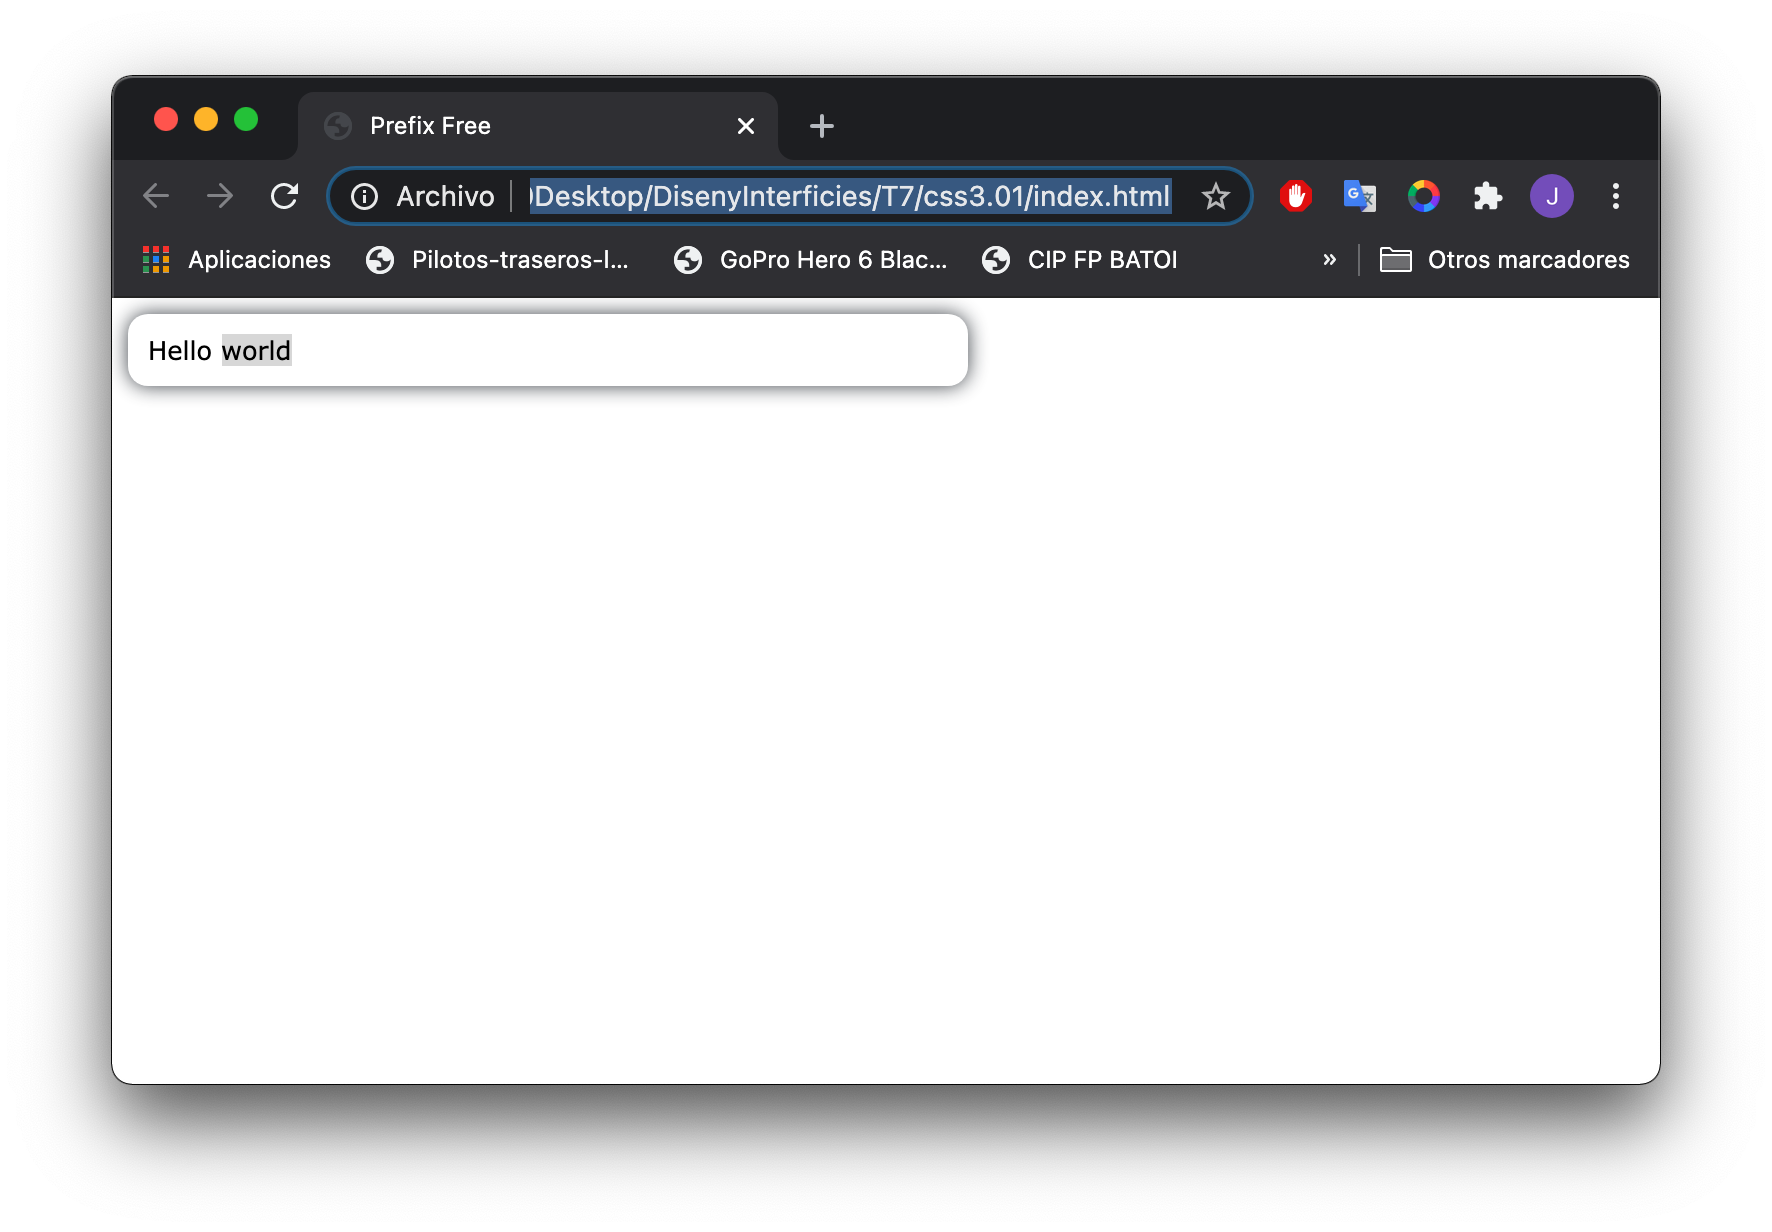 Prefix Free
Archivo Desktop/DisenyInterficies/T7/css3.01/index.html J
Aplicaciones Pilotos-traseros-l... GoPro Hero 6 Blac... CIP FP BATOI » Otros marcadores
Hello world